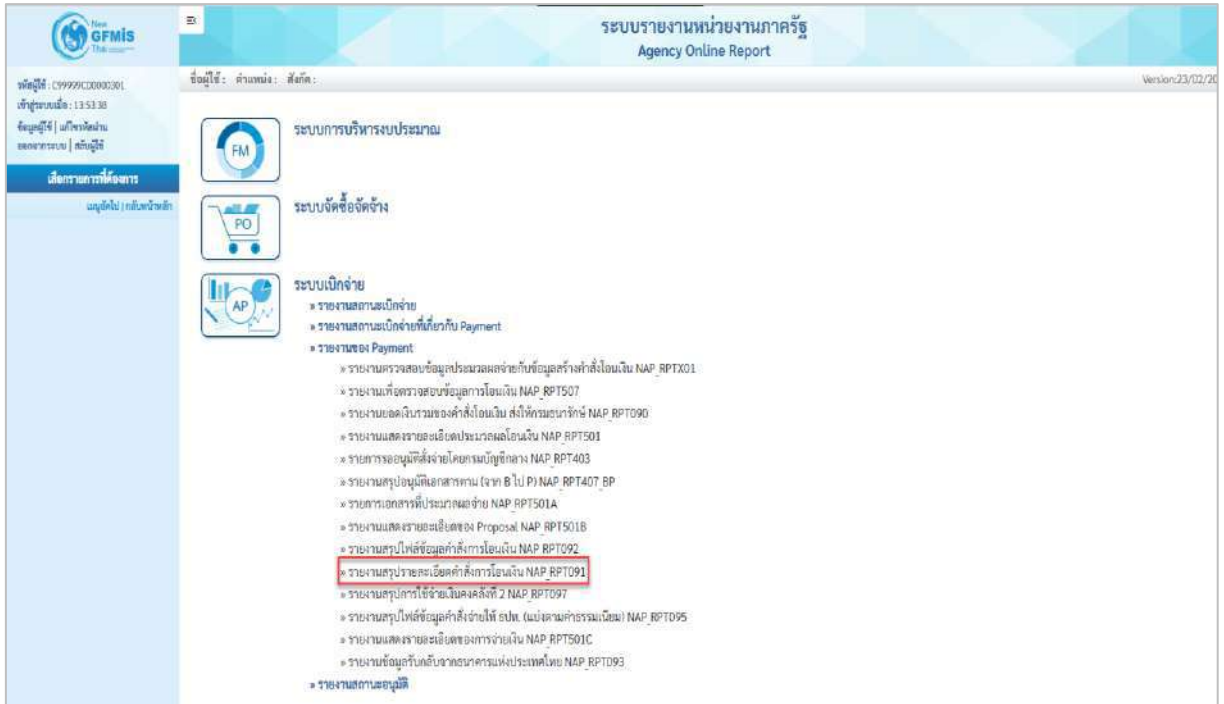 New
GFMIS
Thai
ระบบรายงานหน่วยงานภาครัฐ
Agency Online Report
รหัสผู้ใช้ : C99999CD0000301
เข้าสู่ระบบเมื่อ : 13:53:38
ข้อมูลผู้ใช้ | แก้ไขรหัสผ่าน
ออกจากระบบ | สลับผู้ใช้
เลือกรายการที่ต้องการ
เมนูถัดไป | กลับหน้าหลัก
ชื่อผู้ใช้ : ตำแหน่ง : สังกัด :
Version:23/02/20
FM
ระบบการบริหารงบประมาณ
PO
ระบบจัดซื้อจัดจ้าง
AP
ระบบเบิกจ่าย
» รายงานสถานะเบิกจ่าย
» รายงานสถานะเบิกจ่ายที่เกี่ยวกับ Payment
» รายงานของ Payment
» รายงานตรวจสอบข้อมูลประมวลผลจ่ายกับข้อมูลสร้างคำสั่งโอนเงิน NAP_RPTX01
» รายงานเพื่อตรวจสอบข้อมูลการโอนเงิน NAP_RPT507
» รายงานยอดเงินรวมของคำสั่งโอนเงิน ส่งให้กรมธนารักษ์ NAP_RPT090
» รายงานแสดงรายละเอียดประมวลผลโอนเงิน NAP_RPT501
» รายการรออนุมัติสั่งจ่ายโดยกรมบัญชีกลาง NAP_RPT403
» รายงานสรุปอนุมัติเอกสารตาม (จาก B ไป P) NAP_RPT407_BP
» รายการเอกสารที่ประมวลผลจ่าย NAP_RPT501A
» รายงานแสดงรายละเอียดของ Proposal NAP_RPT501B
» รายงานสรุปไฟล์ข้อมูลคำสั่งการโอนเงิน NAP_RPT092
» รายงานสรุปรายละเอียดคำสั่งการโอนเงิน NAP_RPT091
» รายงานสรุปการใช้จ่ายเงินคงคลังที่ 2 NAP_RPT097
» รายงานสรุปไฟล์ข้อมูลคำสั่งจ่ายให้ ธปท. (แบ่งตามค่าธรรมเนียม) NAP_RPT095
» รายงานแสดงรายละเอียดของการจ่ายเงิน NAP_RPT501C
» รายงานข้อมูลรับกลับจากธนาคารแห่งประเทศไทย NAP_RPT093
» รายงานสถานะอนุมัติ